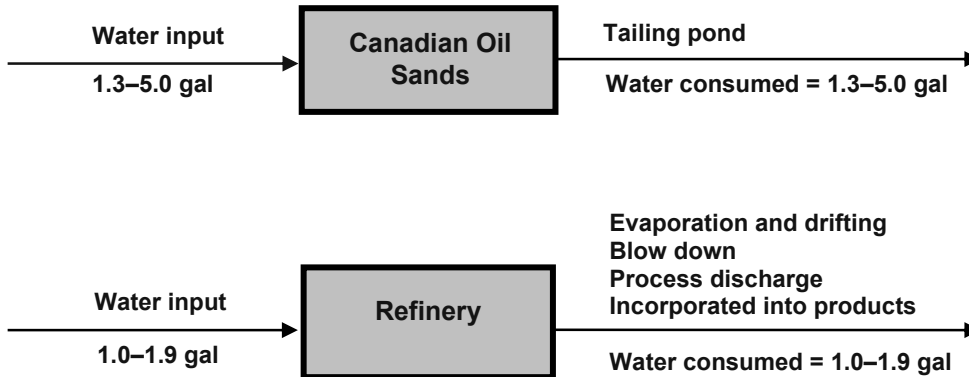 Water input
1.3–5.0 gal
Canadian Oil
Sands
Tailing pond
Water consumed = 1.3–5.0 gal
Water input
1.0–1.9 gal
Refinery
Evaporation and drifting
Blow down
Process discharge
Incorporated into products
Water consumed = 1.0–1.9 gal